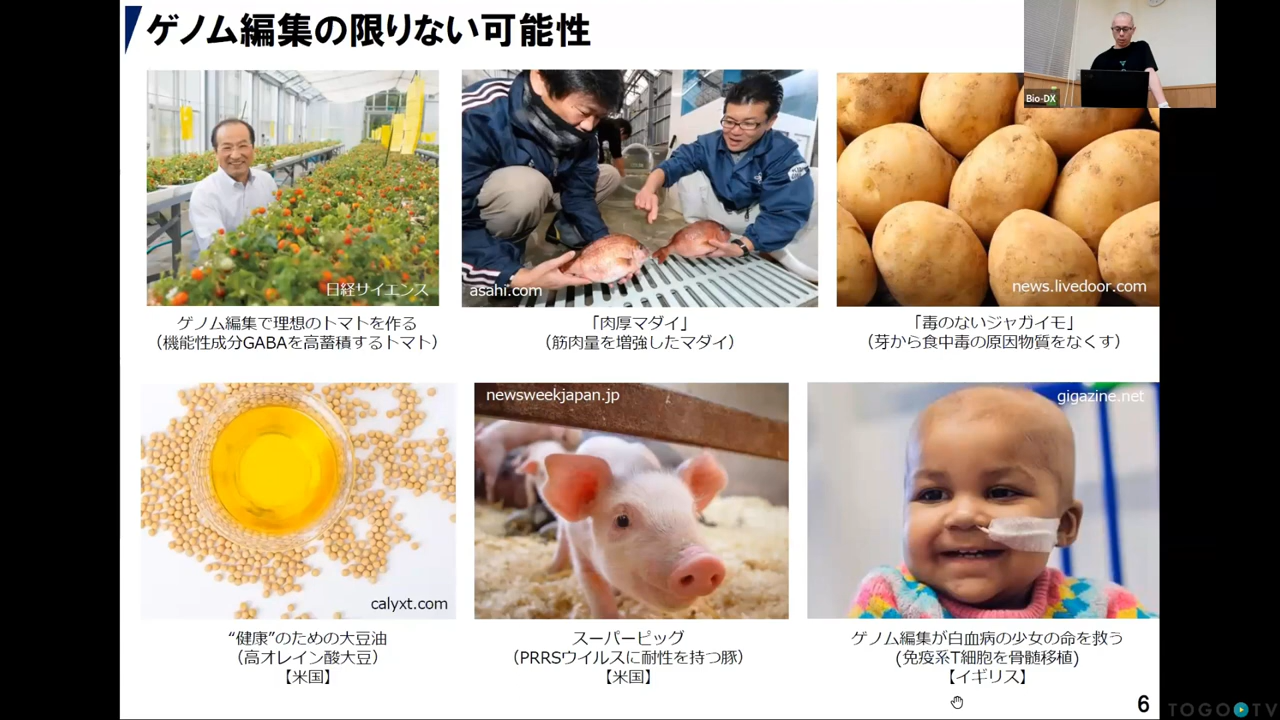 ゲノム編集の限りない可能性
Bio-DX
日経サイエンス
asahi.com
news.livedoor.com
ゲノム編集で理想のトマトを作る
（機能性成分GABAを高蓄積するトマト）
「肉厚マダイ」
（筋肉量を増強したマダイ）
「毒のないジャガイモ」
（芽から食中毒の原因物質をなくす）
calyxt.com
newsweekjapan.jp
gigazine.net
“健康”のための大豆油
（高オレイン酸大豆）
【米国】
スーパーピッグ
（PRRSウイルスに耐性を持つ豚）
【米国】
ゲノム編集が白血病の少女の命を救う
(免疫系T細胞を骨髄移植)
【イギリス】
6
TOGO TV